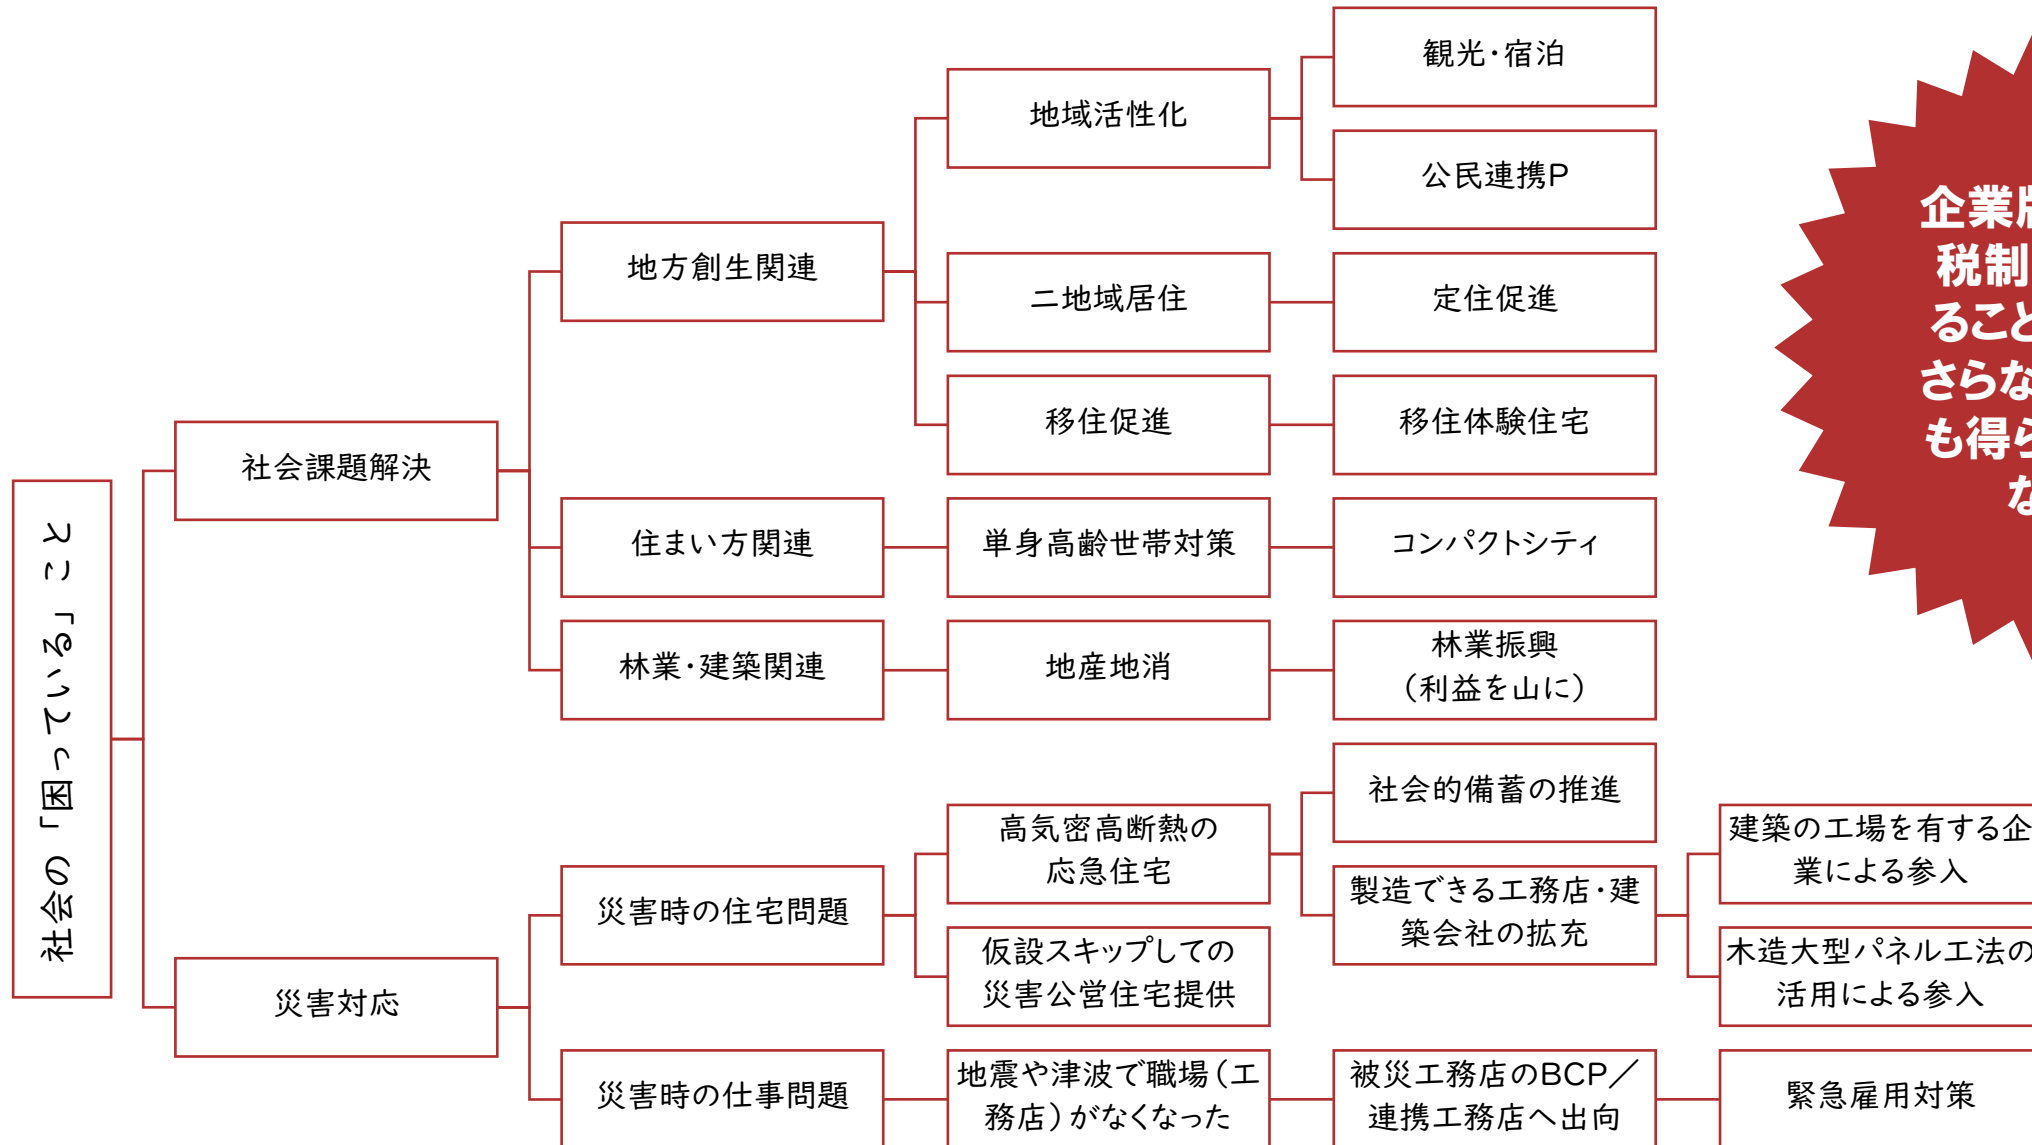 社会の「困っている」こと
社会課題解決
地方創生関連
地域活性化
観光・宿泊
公民連携P
二地域居住
定住促進
移住促進
移住体験住宅
住まい方関連
単身高齢世帯対策
コンパクトシティ
林業・建築関連
地産地消
林業振興
(利益を山に)
災害対応
災害時の住宅問題
高気密高断熱の
応急住宅
社会的備蓄の推進
製造できる工務店・建
築会社の拡充
建築の工場を有する企
業による参入
木造大型パネル工法の
活用による参入
仮設スキップしての
災害公営住宅提供
災害時の仕事問題
地震や津波で職場(工
務店)がなくなった
被災工務店のBCP/
連携工務店へ出向
緊急雇用対策
企業
税制
ること
さらな
も得ら
な